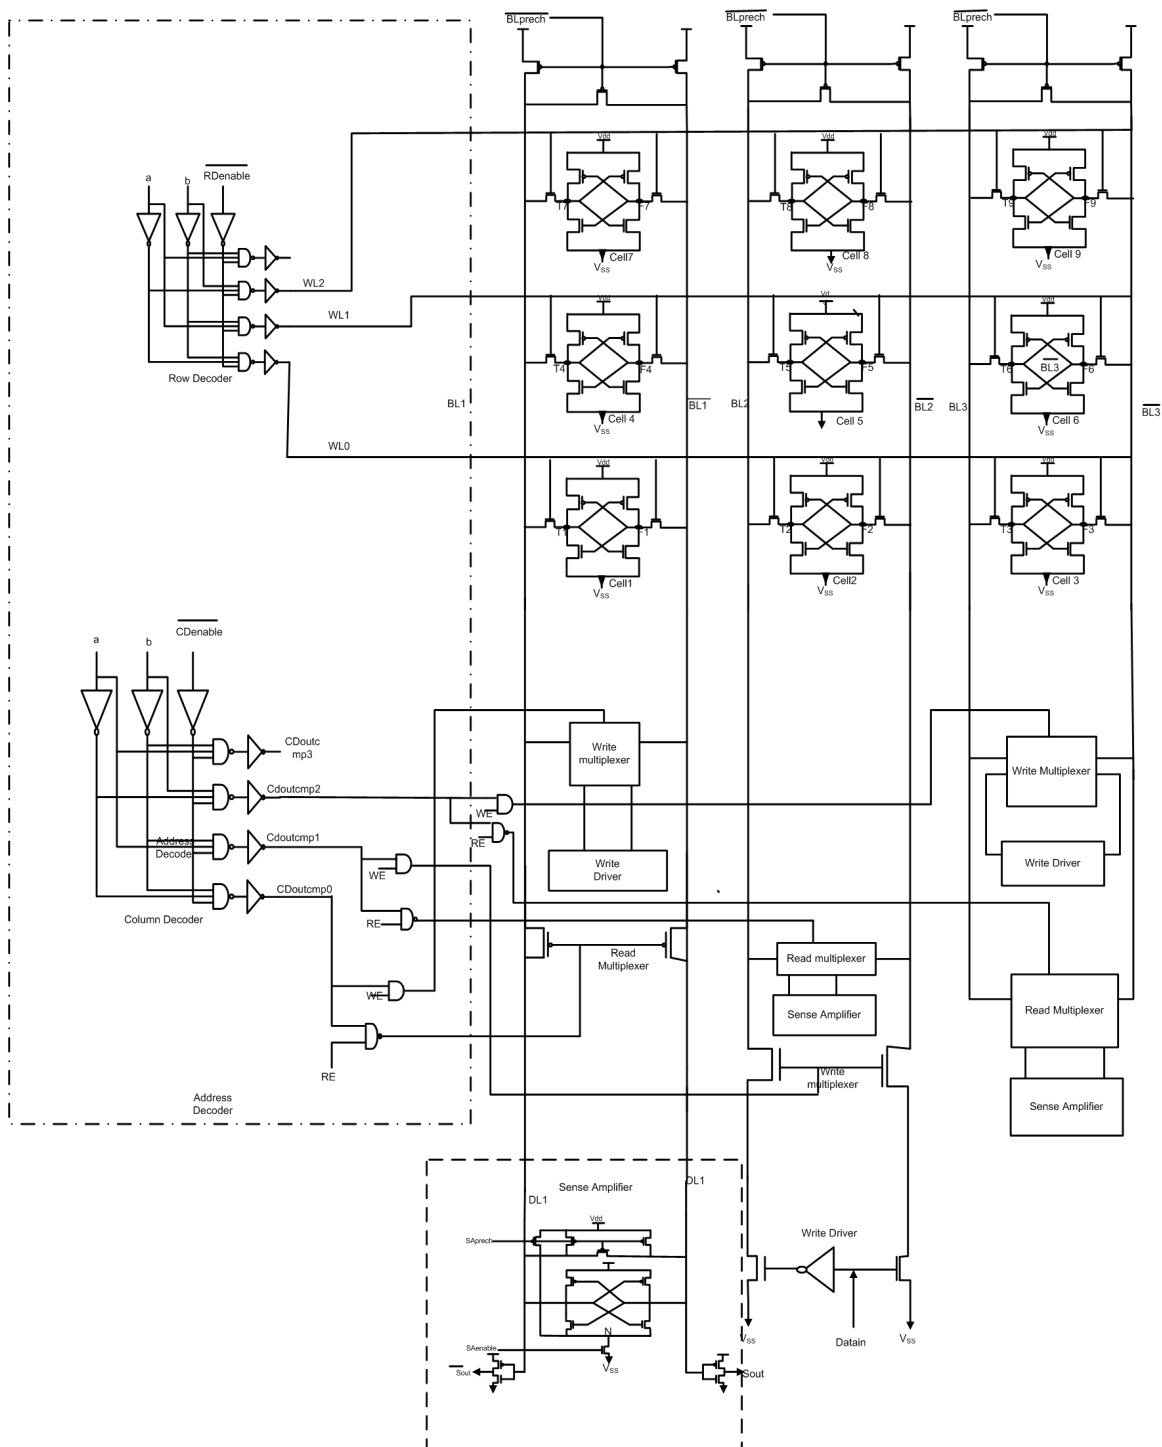 BLprech
BLprech
BLprech
Vdd
Vdd
Vdd
a
b
RDenable
T7
F7
T8
F8
T9
F9
Cell7
Cell 8
Cell 9
VSS
VSS
VSS
WL2
WL1
Vdd
Vd
Vdd
T4
F4
T5
F5
T6
BL3
F6
Row Decoder
BL1
BL1
BL2
BL2
BL3
BL3
Cell 4
Cell 5
Cell 6
VSS
VSS
WL0
Vdd
Vdd
Vdd
T1
F1
T2
F2
T3
F3
Cell1
Cell2
Cell 3
VSS
VSS
VSS
a
b
CDenable
CDoutc
mp3
Write
multiplexer
Write Multiplexer
Cdoutcmp2
WE
RE
Cdoutcmp1
Address
Decoder
Write
Driver
Write Driver
WE
CDoutcmp0
Column Decoder
RE
Read
Multiplexer
Read multiplexer
WE
Sense Amplifier
Read Multiplexer
RE
Write
multiplexer
Address
Decoder
Sense Amplifier
Sense Amplifier
DL1
DL1
Vdd
SAprech
Write Driver
N
SAenable
VSS
VSS
Datain
VSS
Sout
Sout